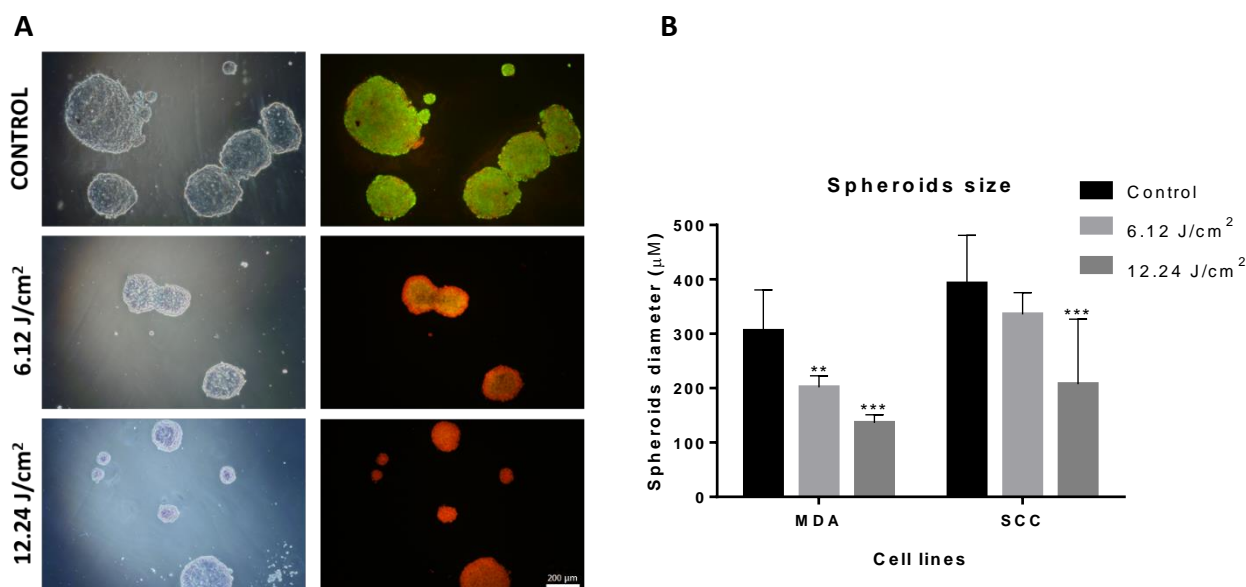 A
B
CONTROL
6.12 J/cm²
12.24 J/cm²
200 µm
Spheroids size
Control
6.12 J/cm²
12.24 J/cm²
Spheroids diameter (µM)
500
400
300
200
100
0
**
***
***
MDA
SCC
Cell lines